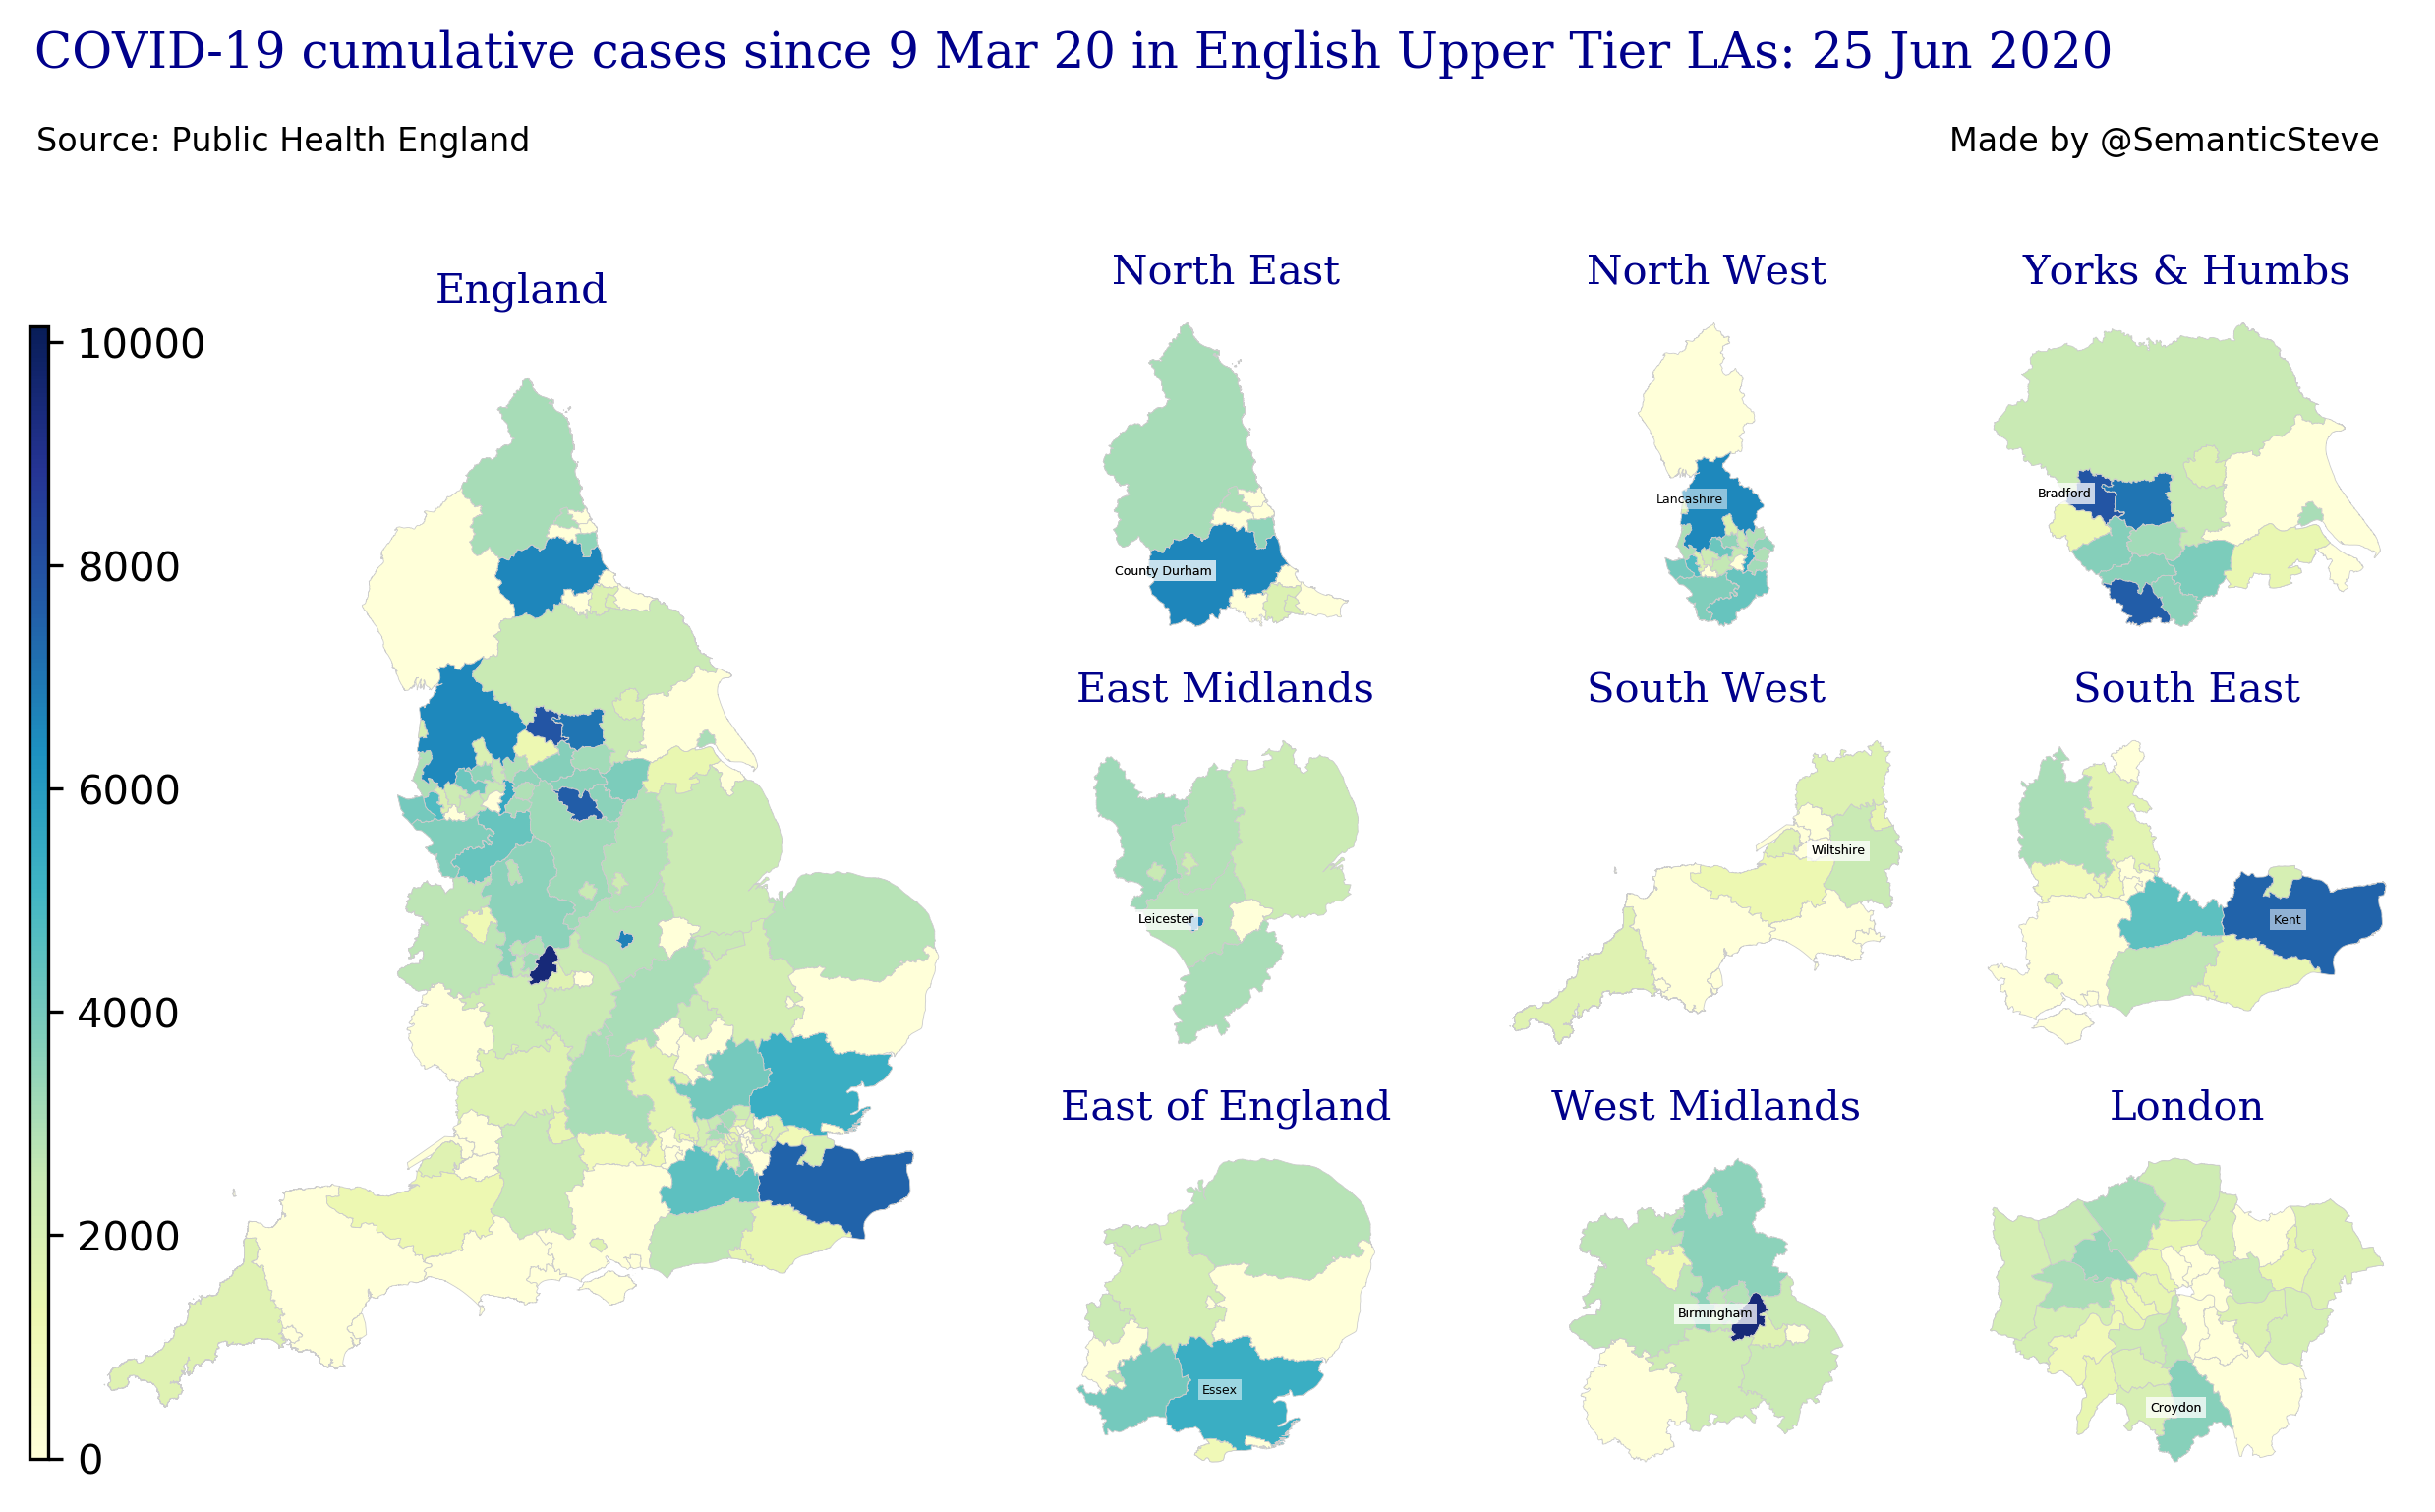 COVID-19 cumulative cases since 9 Mar 20 in English Upper Tier LAs: 25 Jun 2020
Source: Public Health England
Made by @SemanticSteve
England
10000
8000
6000
4000
2000
0
North East
County Durham
North West
Lancashire
Yorks & Humbs
Bradford
East Midlands
Leicester
South West
Wiltshire
South East
Kent
East of England
Essex
West Midlands
Birmingham
London
Croydon